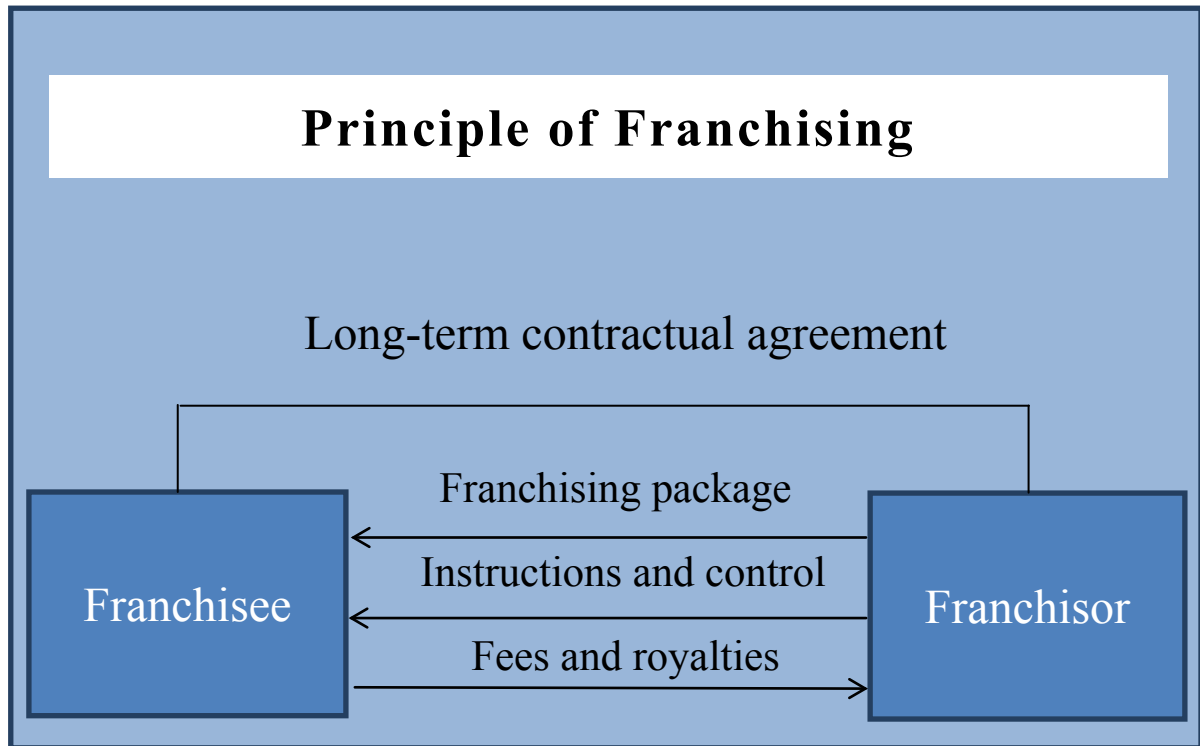 Principle of Franchising
Long-term contractual agreement
Franchising package
Instructions and control
Franchisee
Franchisor
Fees and royalties